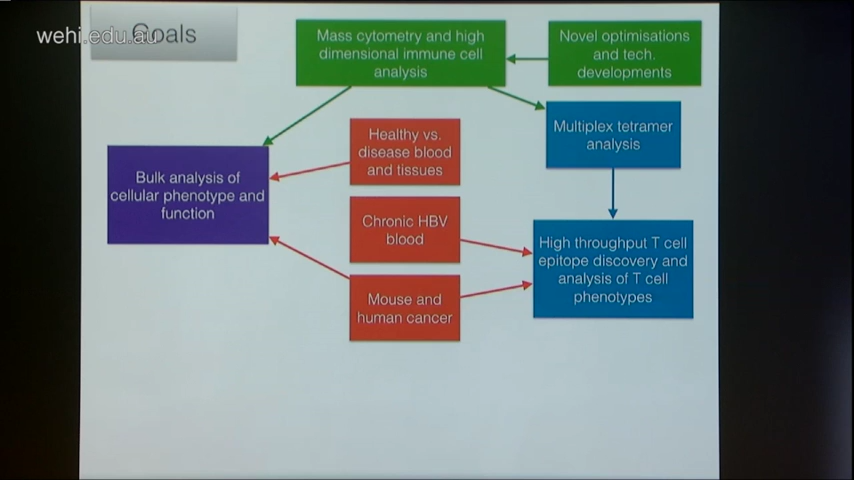 wehi.edu.au
Goals
Mass cytometry and high
dimensional immune cell
analysis
Novel optimisations
and tech.
developments
Multiplex tetramer
analysis
Healthy vs.
disease blood
and tissues
Bulk analysis of
cellular phenotype and
function
Chronic HBV
blood
High throughput T cell
epitope discovery and
analysis of T cell
phenotypes
Mouse and
human cancer